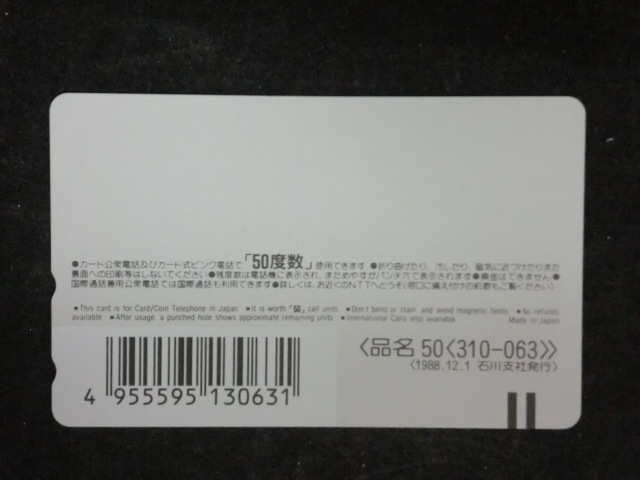 ●カード公衆電話及びカード式ピンク電話で「50度数」使用できます ●折り曲げたり、汚したり、磁気に近づけたりまた
裏面への印刷等はしないでください●残度数は電話機に表示され、まためやすがパンチ穴で表示されます●換金はできません●
国際通話兼用公衆電話では国際通話も利用できます●詳しくは、お近くのNTTへどうぞ(窓口に備え付けの約款もご覧ください)
■This card is for Card/Coin Telephone in Japan ■It is worth「50」call units ■Don't bend or stain, and avoid magnetic fields ■No refunds
available ■After usage, a punched hole shows approximate remaining units. ■International Calls also available Made in Japan
〈品名 50〈310-063〉〉
〈1988.12.1 石川支社発行〉
4 955595 130631